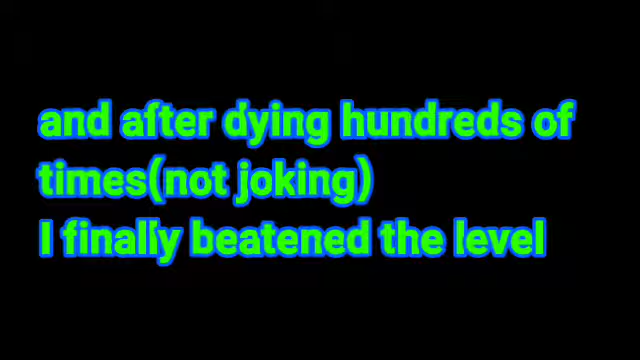 and after dying hundreds of
times(not joking)
I finally beatened the level